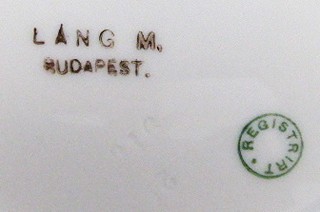 LÁNG M.
BUDAPEST.
REGISTRIRT